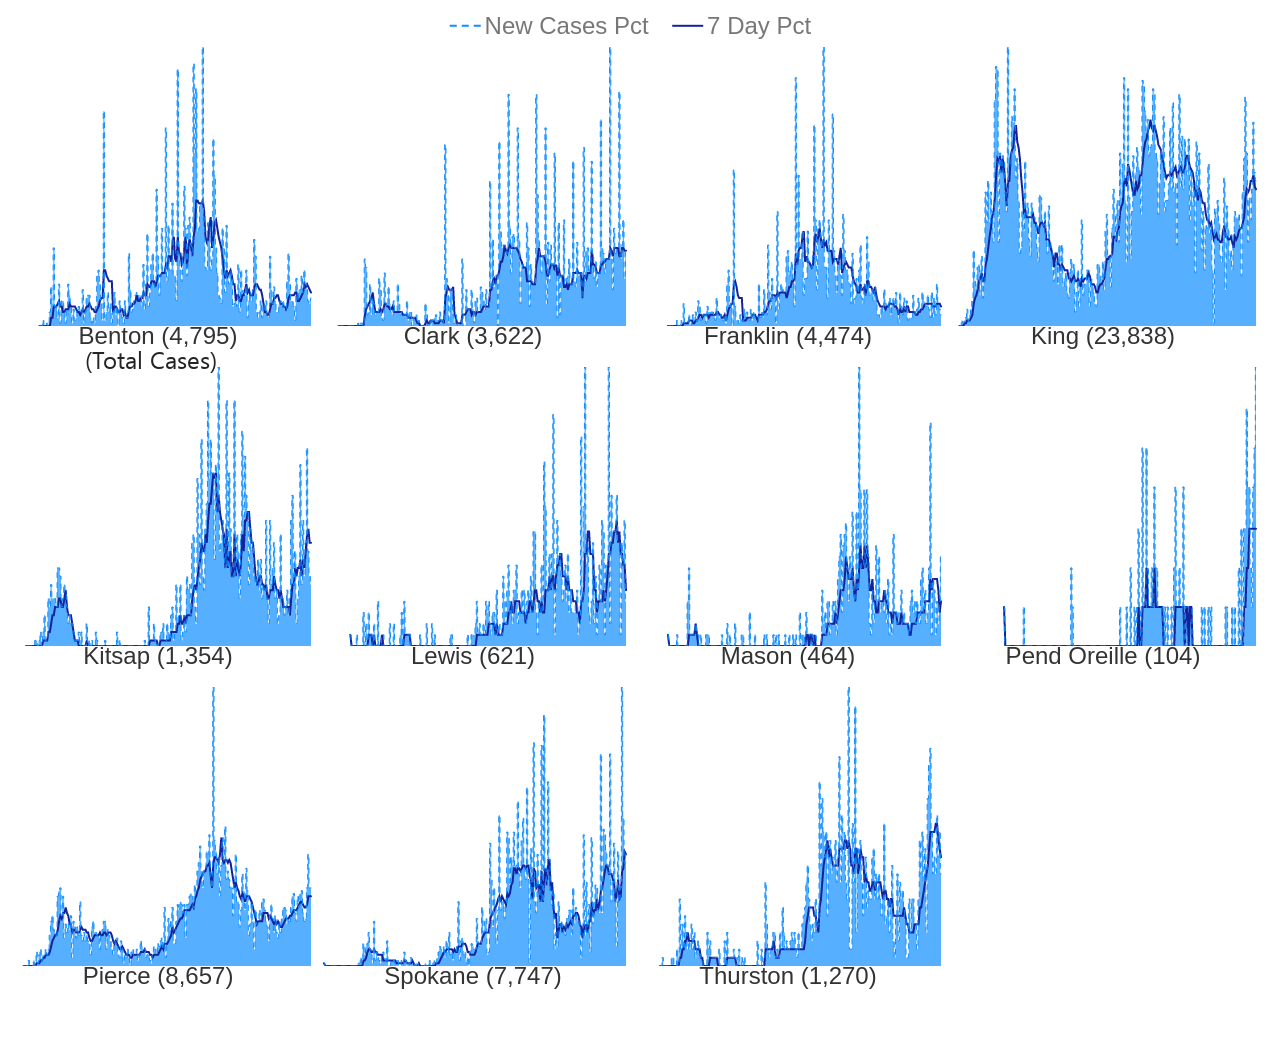 New Cases Pct 7 Day Pct
Benton (4,795) Clark (3,622) Franklin (4,474) King (23,838)
(Total Cases)
Kitsap (1,354) Lewis (621) Mason (464) Pend Oreille (104)
Pierce (8,657) Spokane (7,747) Thurston (1,270)